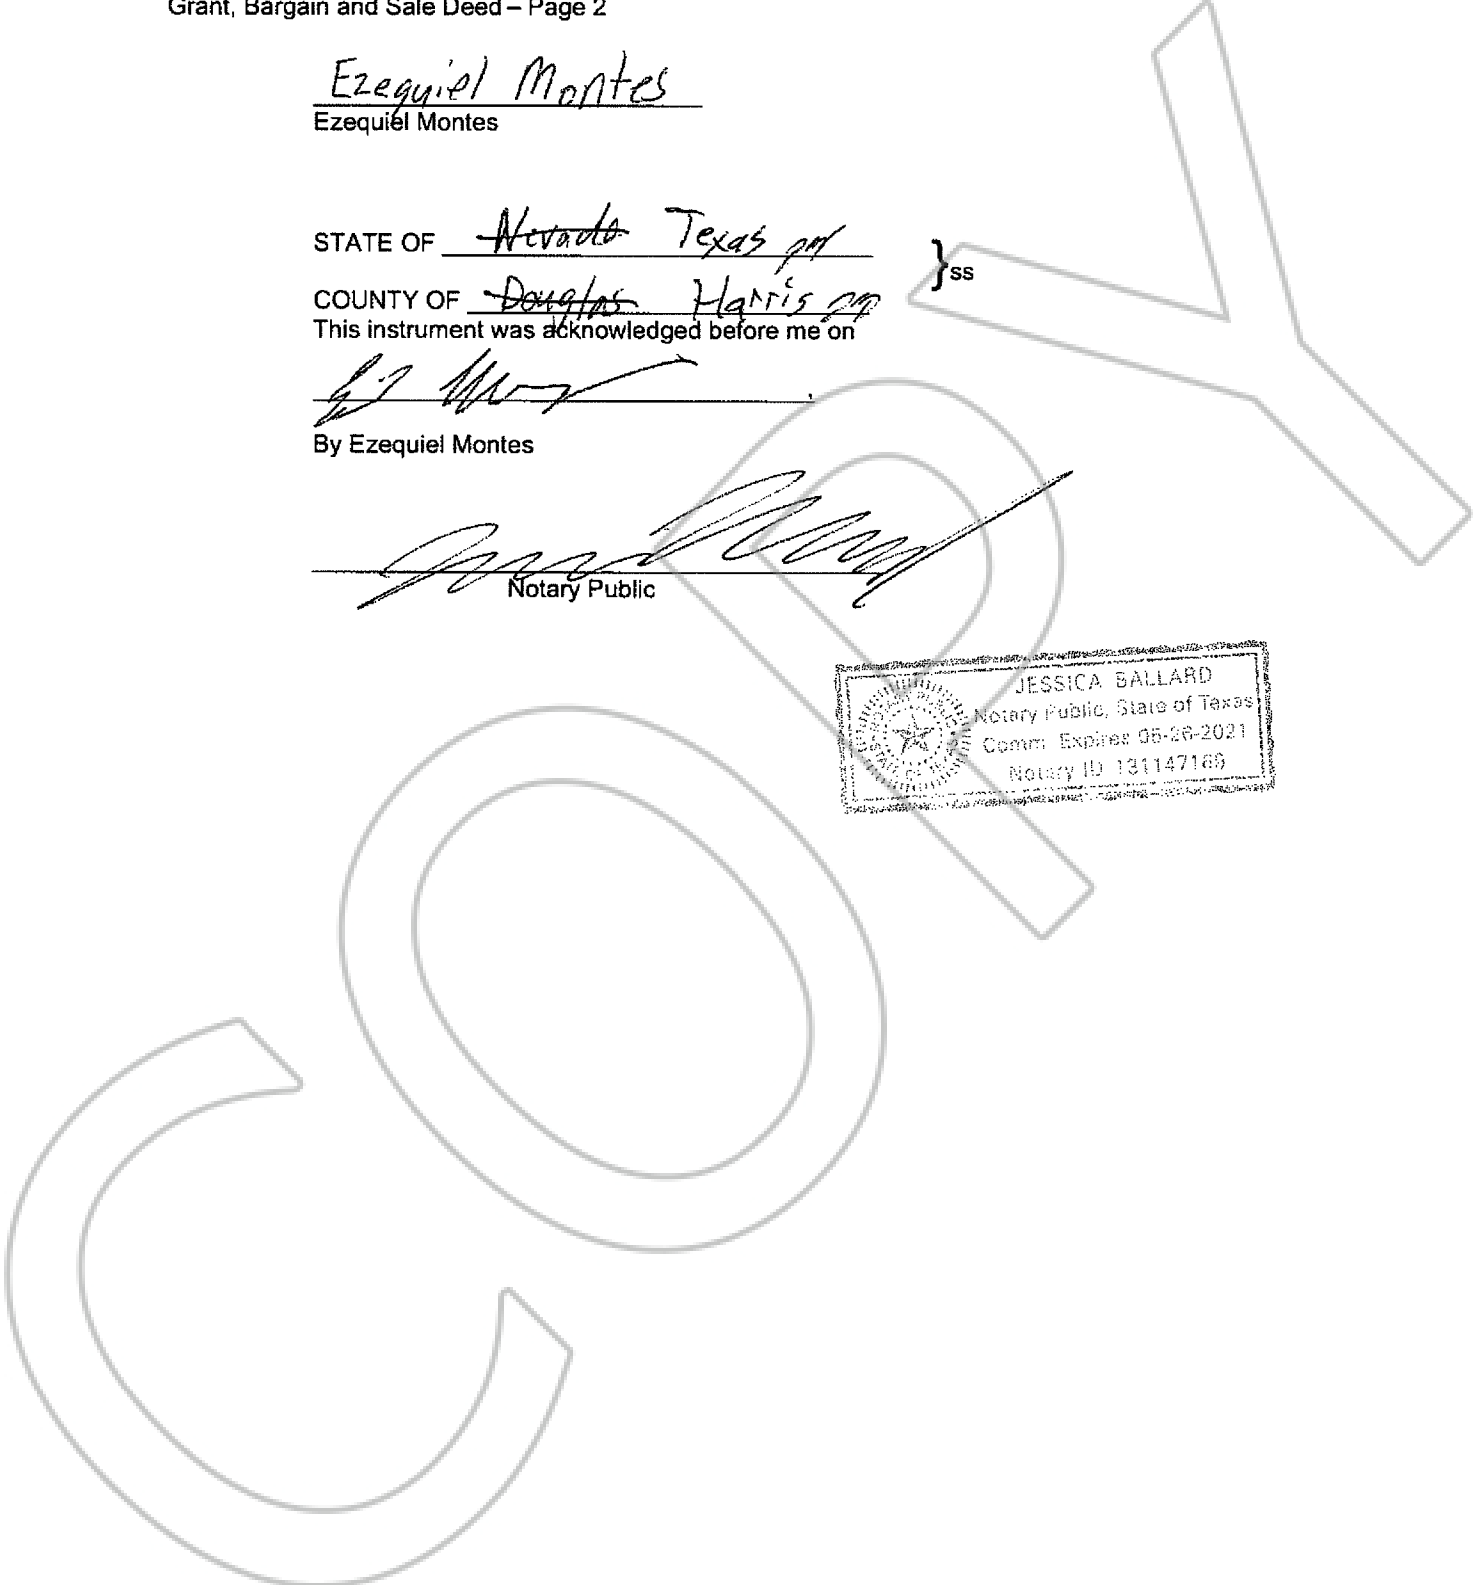 Grant, Bargain and Sale Deed – Page 2
Ezequiel Montes
Ezequiel Montes
STATE OF Nevada Texas
}ss
COUNTY OF Douglas Harris
This instrument was acknowledged before me on
By Ezequiel Montes
Notary Public
JESSICA BALLARD
Notary Public, State of Texas
Comm. Expires 05-26-2021
Notary ID
COPY